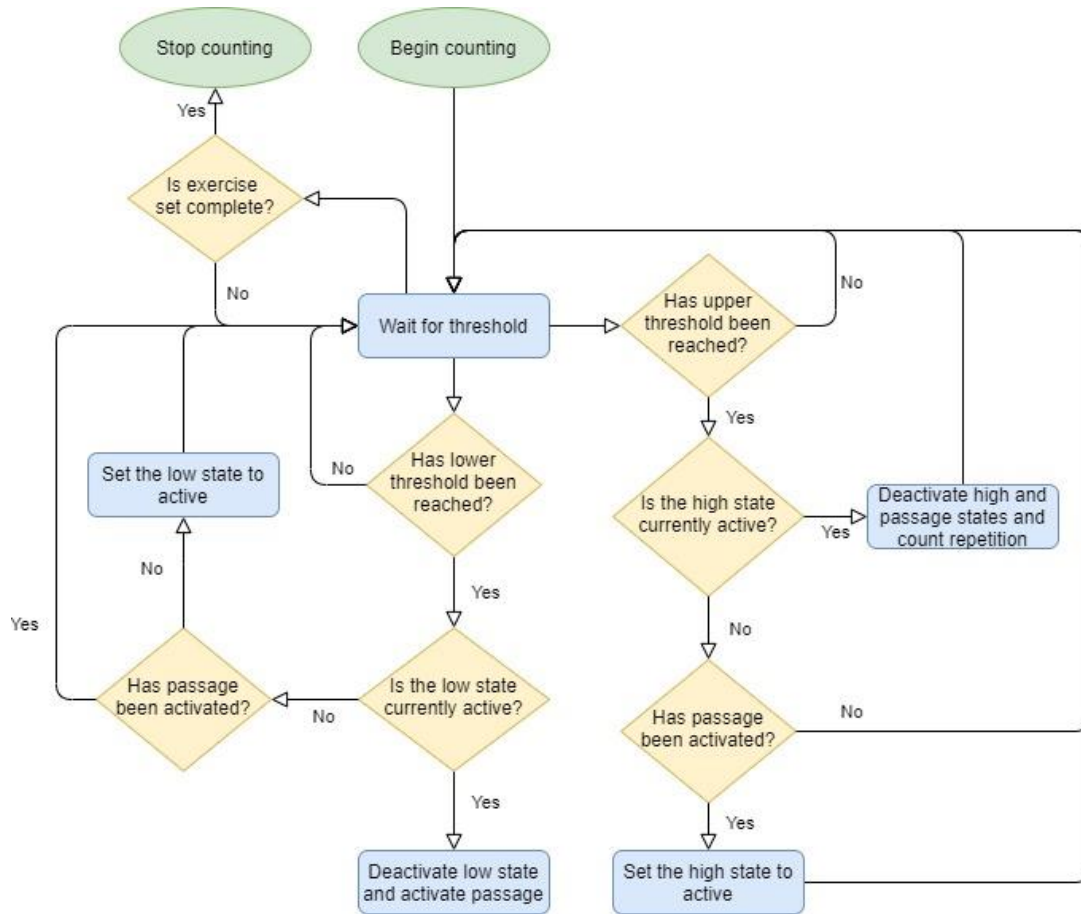 Stop counting
Begin counting
Yes
Is exercise
set complete?
No
Wait for threshold
Has upper
threshold been
reached?
No
Yes
Has lower
threshold been
reached?
No
Set the low state to
active
Is the high state
currently active?
Yes
Deactivate high and
passage states and
count repetition
No
Yes
Yes
No
Has passage
been activated?
No
Is the low state
currently active?
Has passage
been activated?
No
Yes
Yes
Deactivate low state
and activate passage
Set the high state to
active